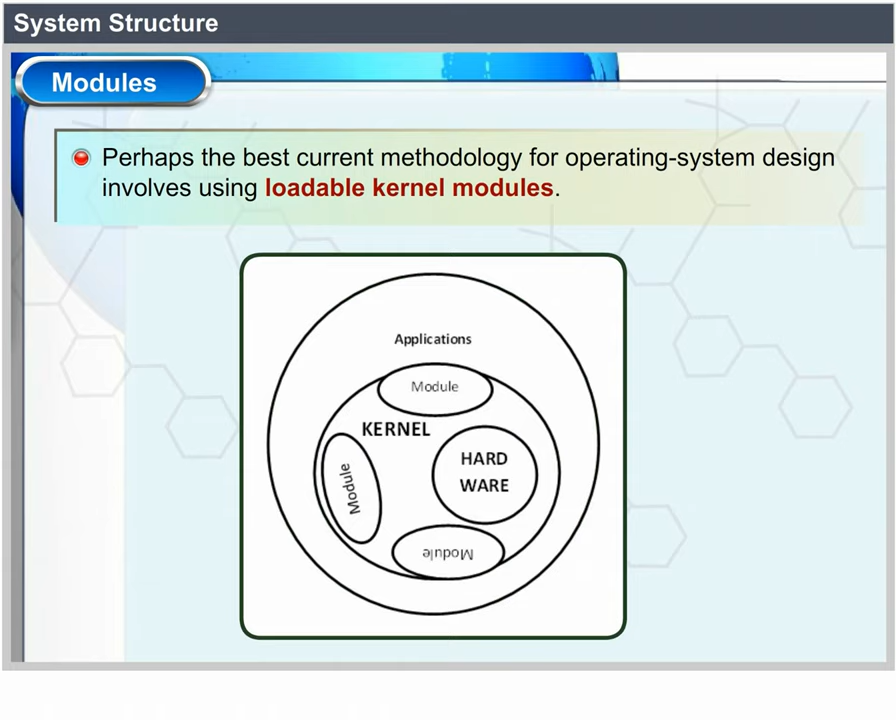 System Structure
Modules
Perhaps the best current methodology for operating-system design
involves using loadable kernel modules.
Applications
Module
KERNEL
HARD
WARE
Module
Module